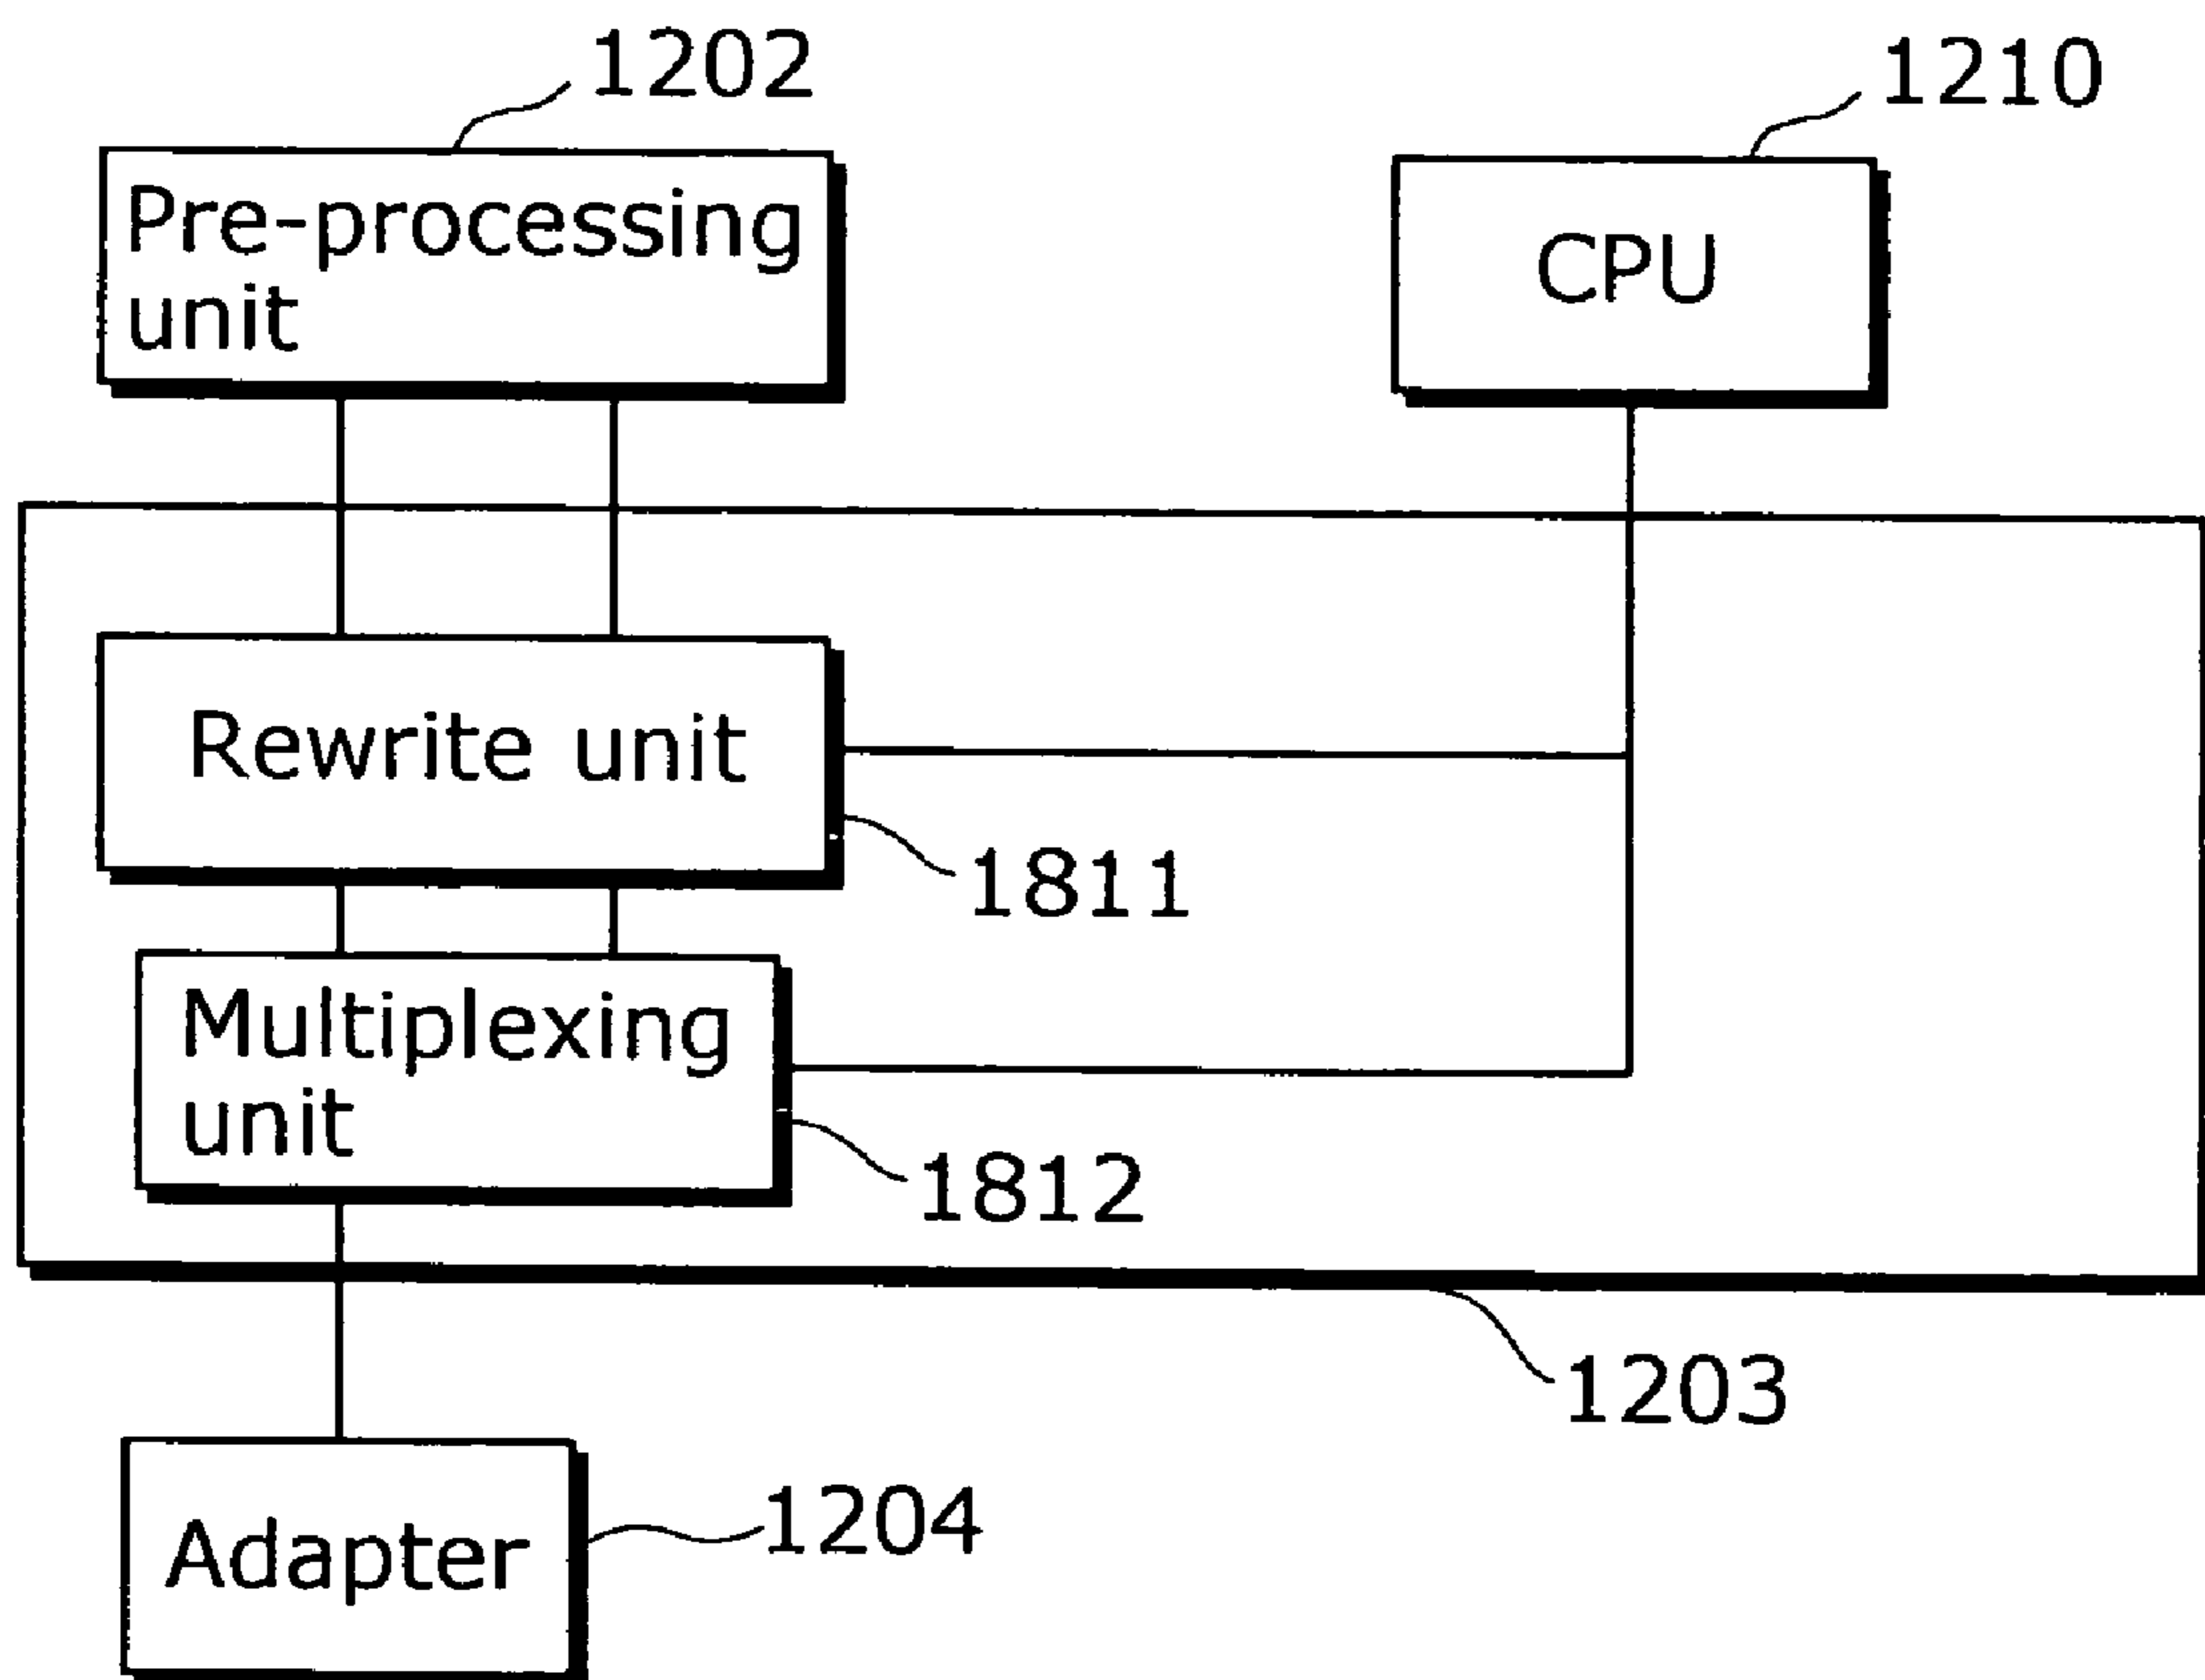 1202
1210
Pre-processing
unit
CPU
Rewrite unit
1811
Multiplexing
unit
1812
1203
Adapter
1204